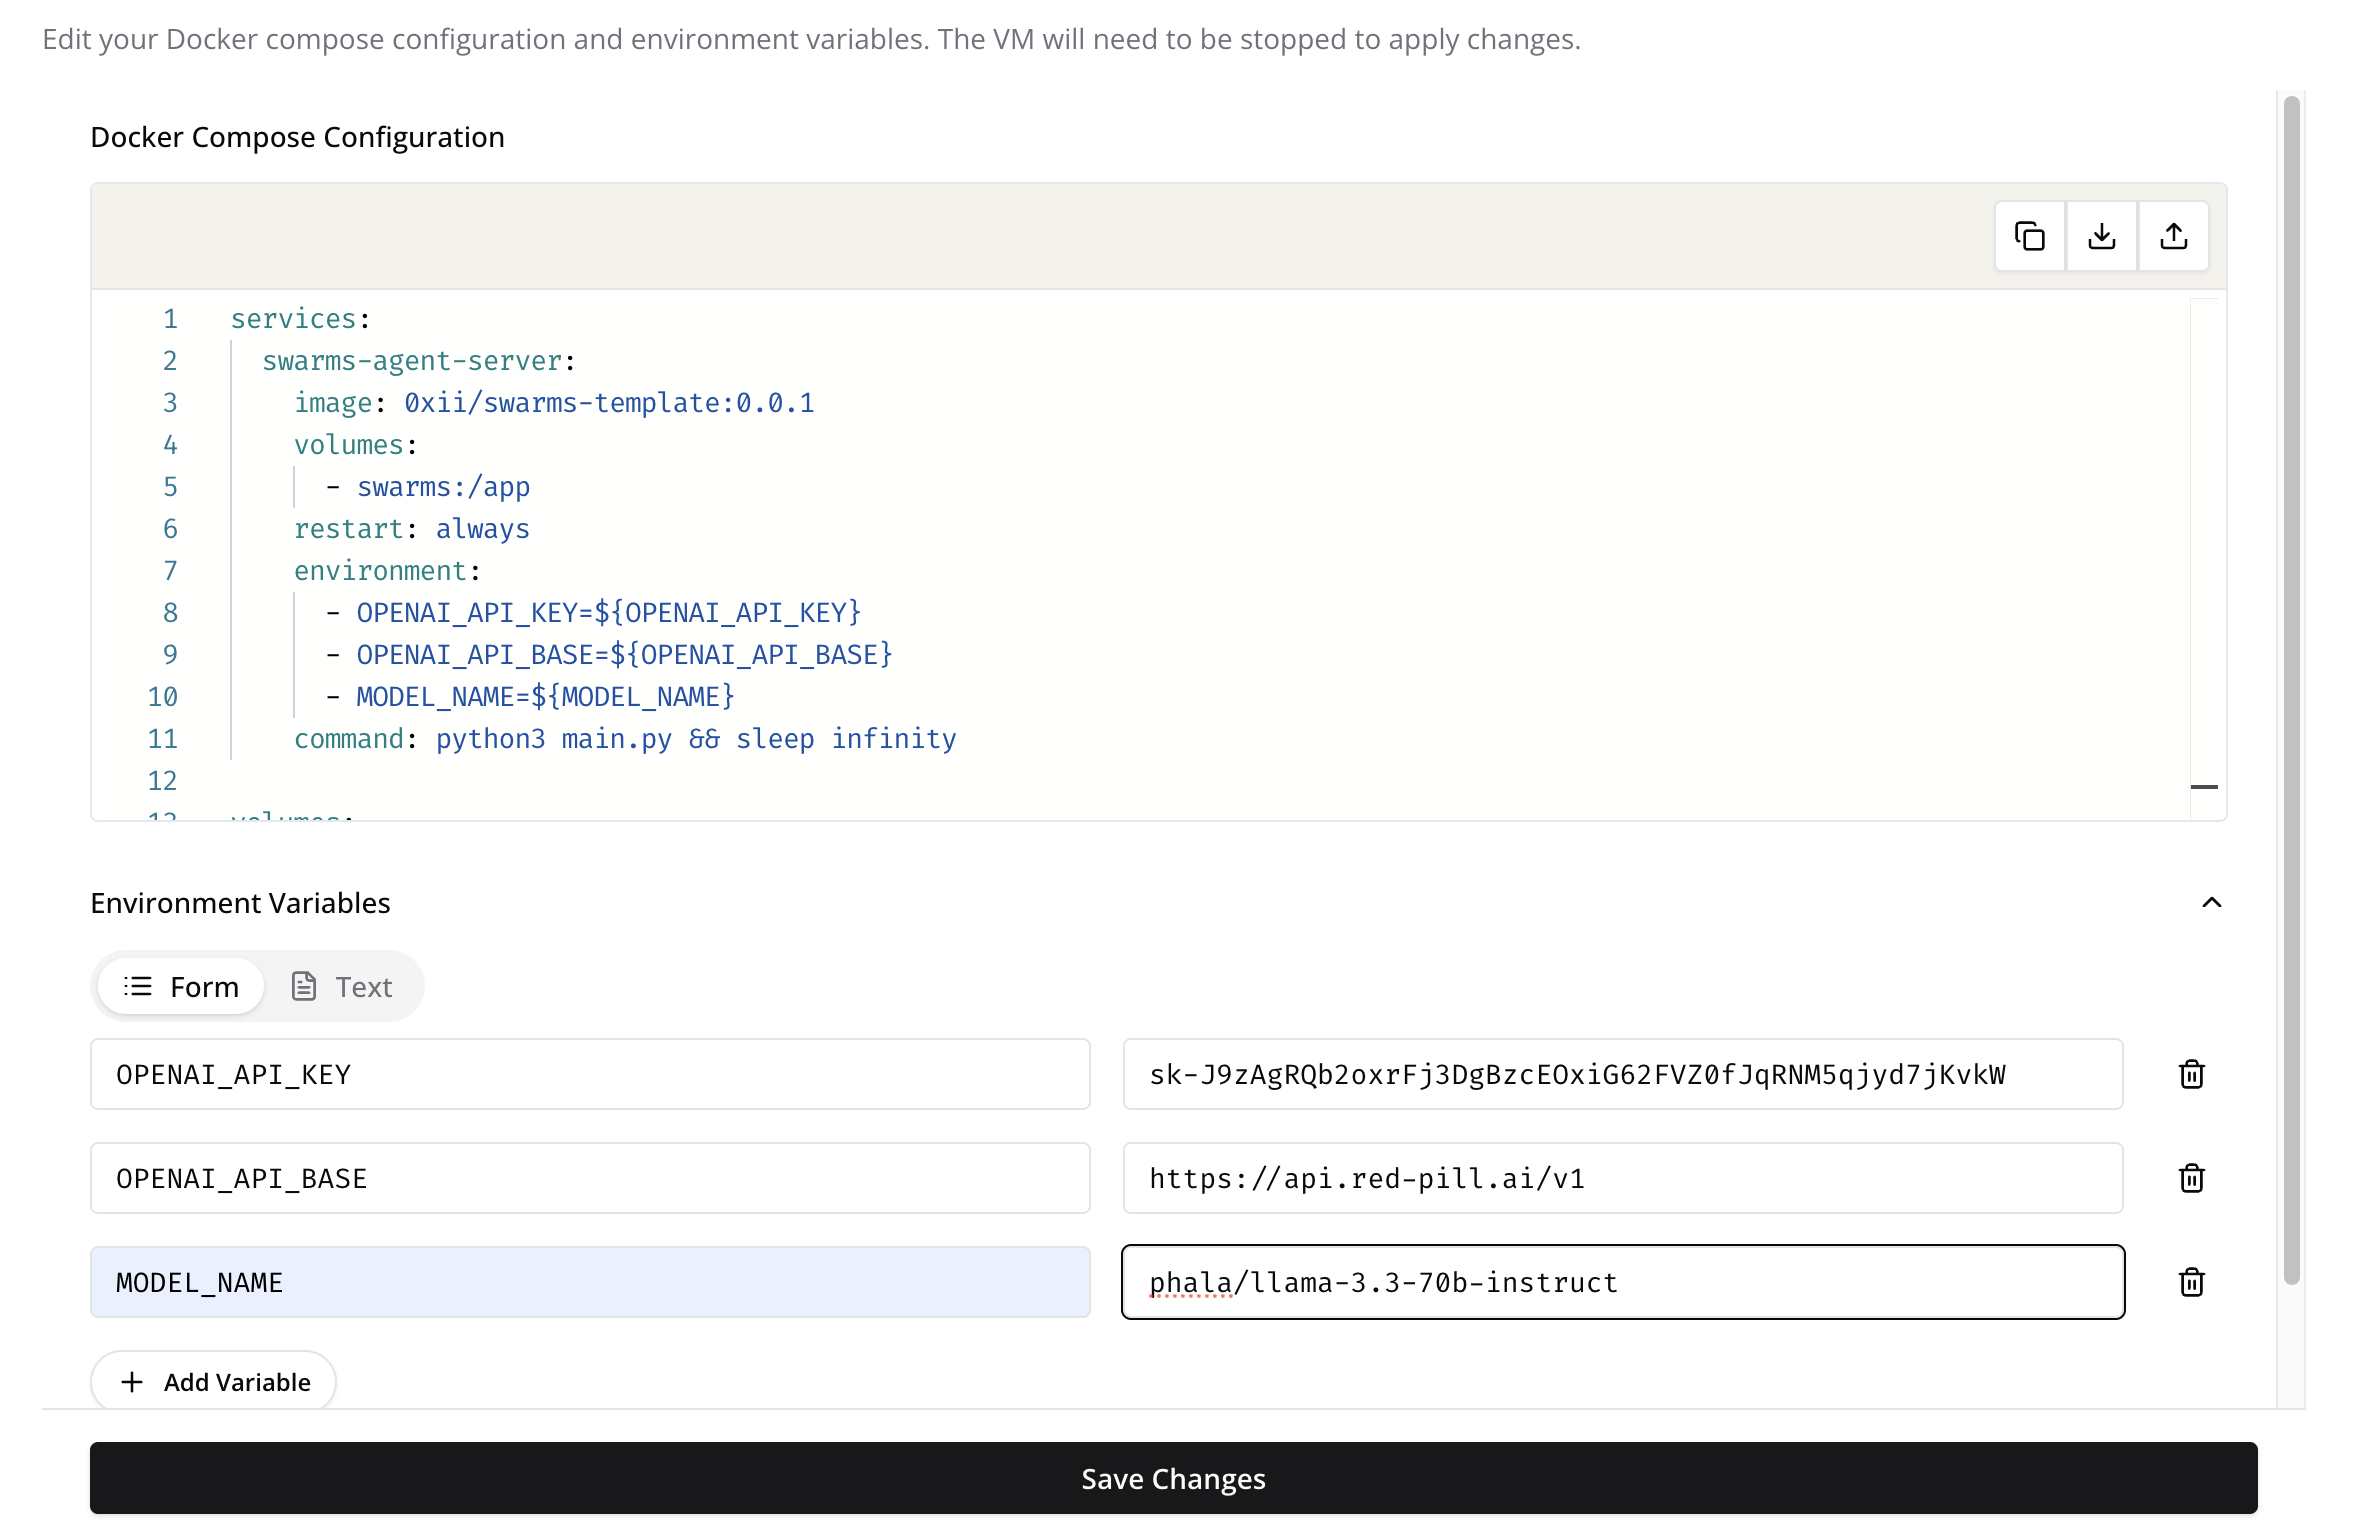 Edit your Docker compose configuration and environment variables. The VM will need to be stopped to apply changes.
Docker Compose Configuration
1 services:
2 swarms-agent-server:
3 image: 0xii/swarms-template:0.0.1
4 volumes:
5 - swarms:/app
6 restart: always
7 environment:
8 - OPENAI_API_KEY=${OPENAI_API_KEY}
9 - OPENAI_API_BASE=${OPENAI_API_BASE}
10 - MODEL_NAME=${MODEL_NAME}
11 command: python3 main.py && sleep infinity
12
13 volumes:
Environment Variables
Form Text
OPENAI_API_KEY sk-J9zAgRQb2oxrFj3DgBzcEOxiG62FVZ0fJqRNM5qjyd7jKvkW
OPENAI_API_BASE https://api.red-pill.ai/v1
MODEL_NAME phala/llama-3.3-70b-instruct
Add Variable
Save Changes